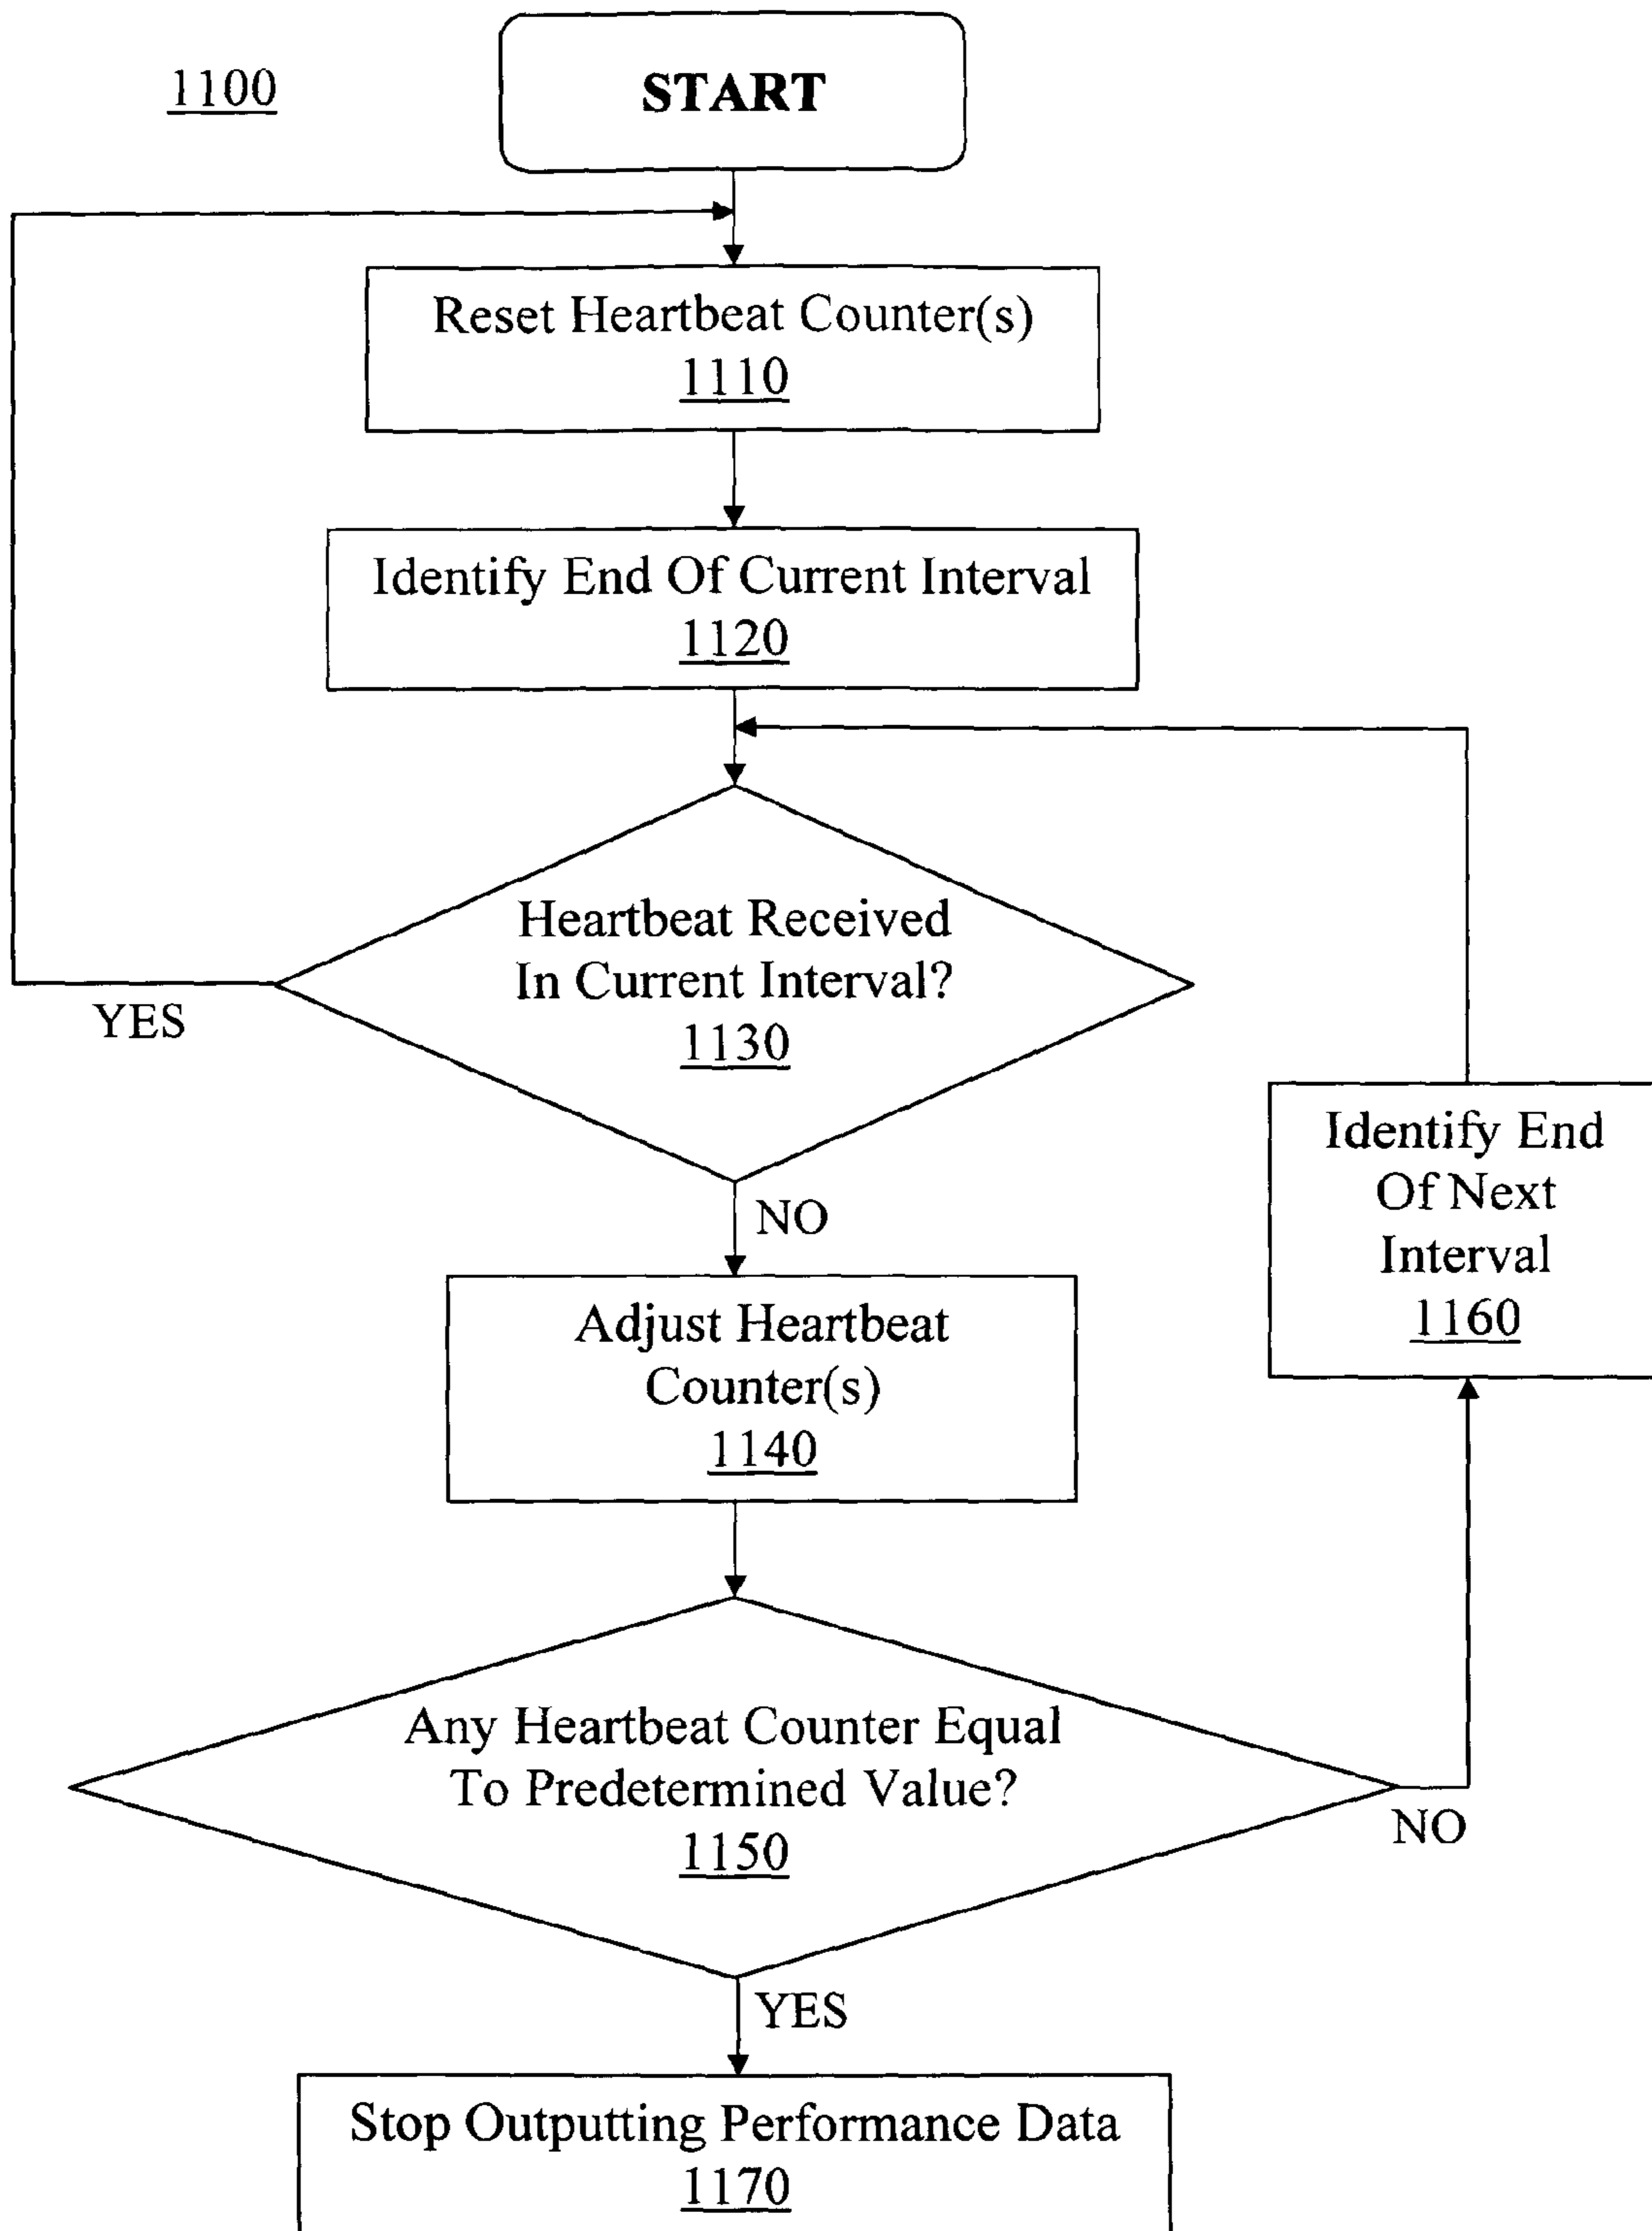 1100
START
Reset Heartbeat Counter(s)
1110
Identify End Of Current Interval
1120
Heartbeat Received
In Current Interval?
1130
YES
NO
Identify End
Of Next
Interval
1160
Adjust Heartbeat
Counter(s)
1140
Any Heartbeat Counter Equal
To Predetermined Value?
1150
NO
YES
Stop Outputting Performance Data
1170